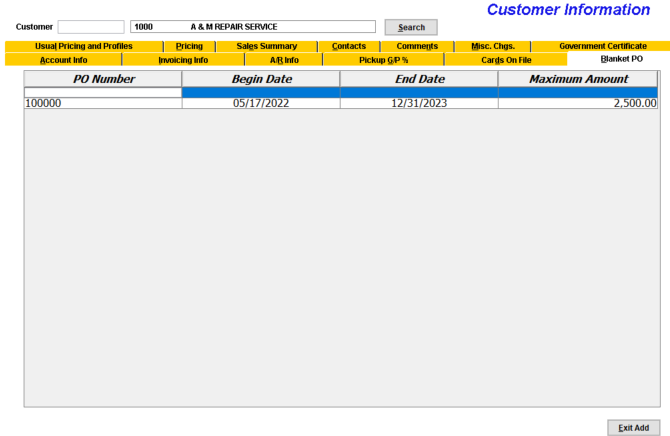 Customer Information
Customer 1000 A & M REPAIR SERVICE Search
Usual Pricing and Profiles Pricing Sales Summary Contacts Comments Misc. Chgs. Government Certificate
Account Info Invoicing Info A/R Info Pickup G/P % Cards On File Blanket PO
PO Number Begin Date End Date Maximum Amount
100000 05/17/2022 12/31/2023 2,500.00
Exit Add